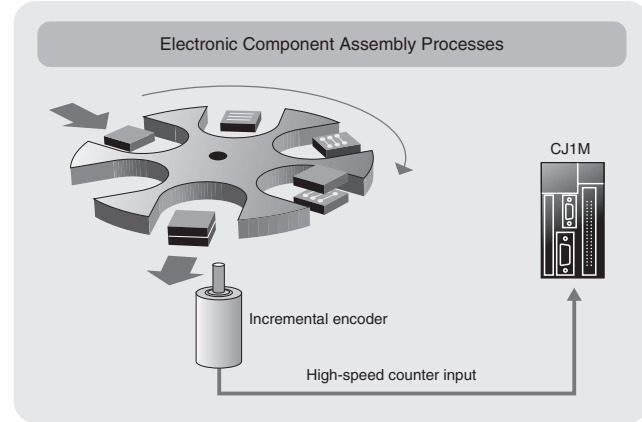 Electronic Component Assembly Processes
CJ1M
Incremental encoder
High-speed counter input